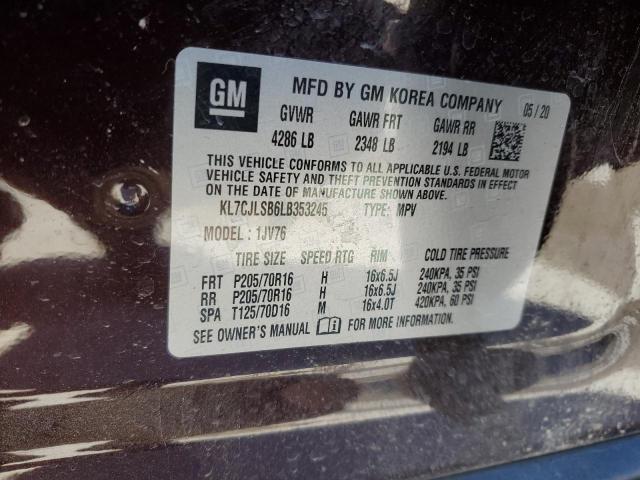 GM
MFD BY GM KOREA COMPANY 05/20
GVWR GAWR FRT GAWR RR
4286 LB 2348 LB 2194 LB
THIS VEHICLE CONFORMS TO ALL APPLICABLE U.S. FEDERAL MOTOR
VEHICLE SAFETY AND THEFT PREVENTION STANDARDS IN EFFECT
ON THE DATE OF MANUFACTURE SHOWN ABOVE.
KL7CJLSB6LB353245 TYPE: MPV
MODEL: 1JV76
TIRE SIZE SPEED RTG RIM COLD TIRE PRESSURE
FRT P205/70R16 H 16x6.5J 240KPA, 35 PSI
RR P205/70R16 H 16x6.5J 240KPA, 35 PSI
SPA T125/70D16 M 16x4.0T 420KPA, 60 PSI
SEE OWNER'S MANUAL FOR MORE INFORMATION.